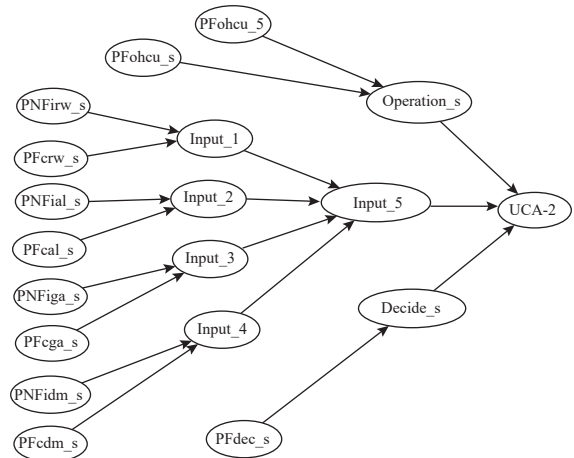 PFohcu_5
PFohcu_s
PNFirw_s
Operation_s
Input_1
PFcrw_s
PNFial_s
Input_2
Input_5
UCA-2
PFcal_s
Input_3
PNFiga_s
Decide_s
Input_4
PFcga_s
PNFidm_s
PFdec_s
PFcdm_s